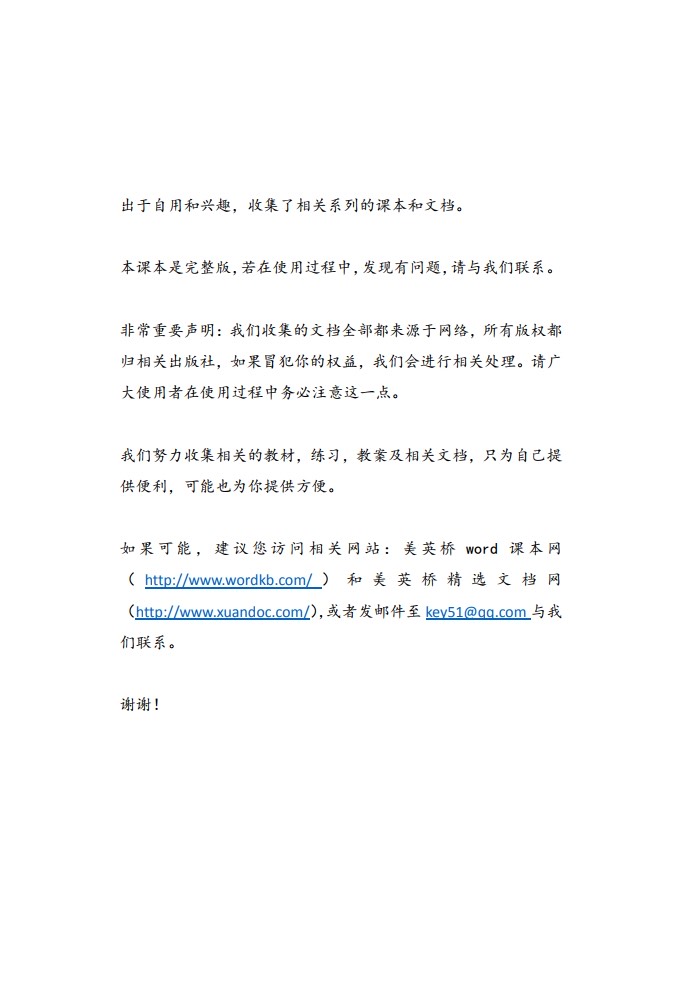 出于自用和兴趣，收集了相关系列的课本和文档。
本课本是完整版,若在使用过程中,发现有问题,请与我们联系。
非常重要声明：我们收集的文档全部都来源于网络，所有版权都
归相关出版社，如果冒犯你的权益，我们会进行相关处理。请广
大使用者在使用过程中务必注意这一点。
我们努力收集相关的教材，练习，教案及相关文档，只为自己提
供便利，可能也为你提供方便。
如果可能，建议您访问相关网站：美英桥 word 课本网
（ http://www.wordkb.com/ ）和美英桥精选文档网
（http://www.xuandoc.com/）,或者发邮件至 key51@qq.com 与我
们联系。
谢谢！